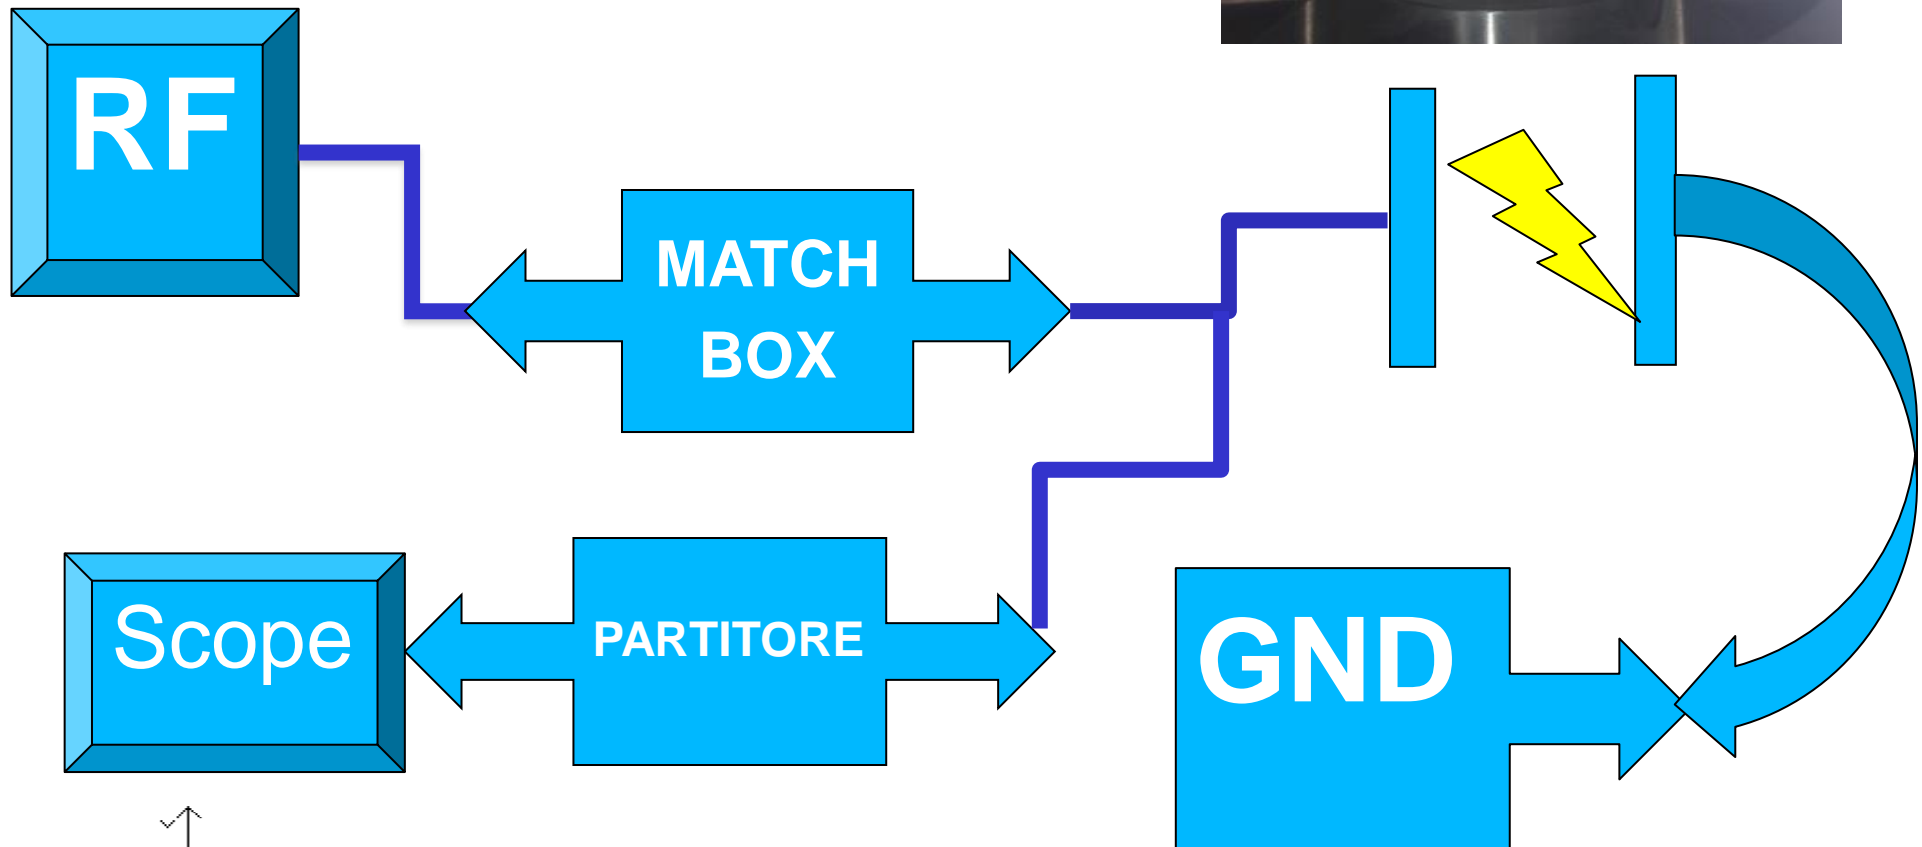 RF
MATCH
BOX
Scope
PARTITORE
GND